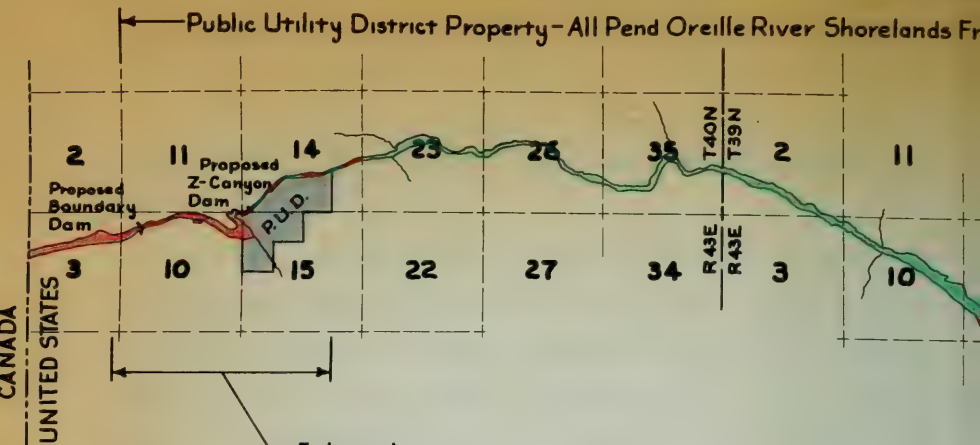 Public Utility District Property-All Pend Oreille River Shorelands Fr
2
11
14
23
26
35
T40N
T39N
2
11
Proposed
Z-Canyon
Dam
Proposed
Boundary
Dam
P.U.D.
3
10
15
22
27
34
R43E
R43E
3
10
CANADA
UNITED STATES